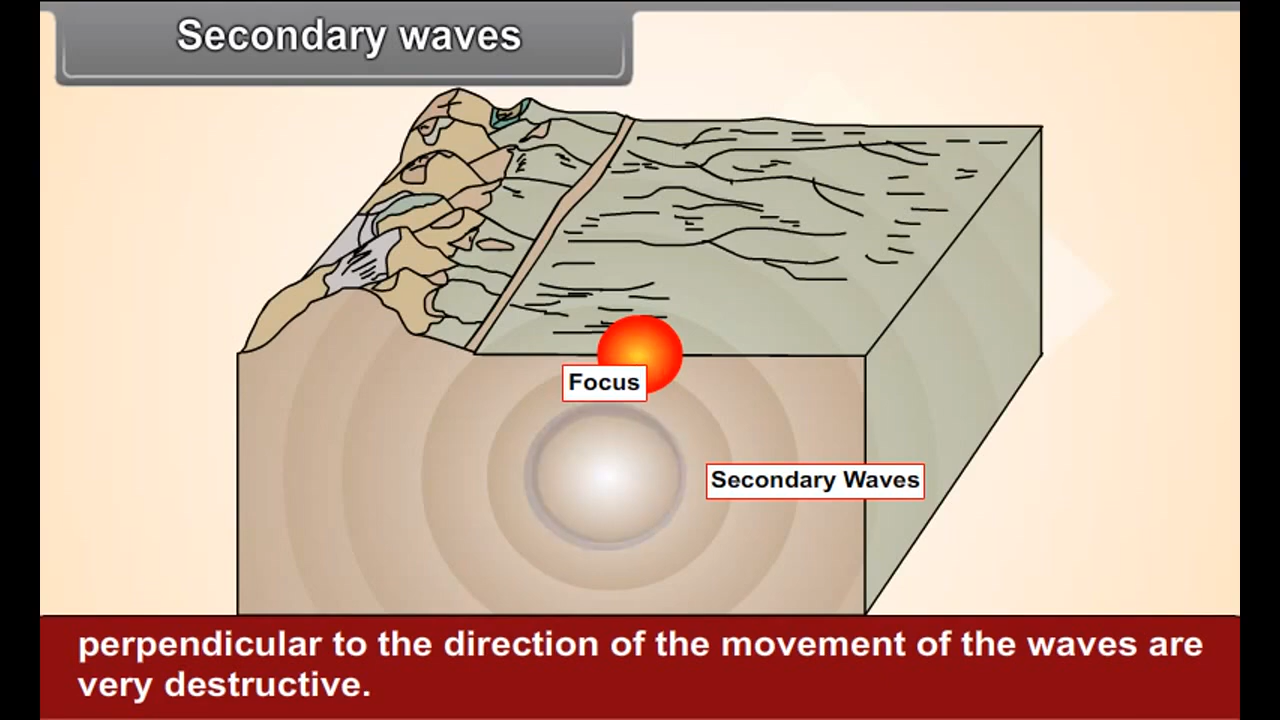 Secondary waves
Focus
Secondary Waves
perpendicular to the direction of the movement of the waves are
very destructive.